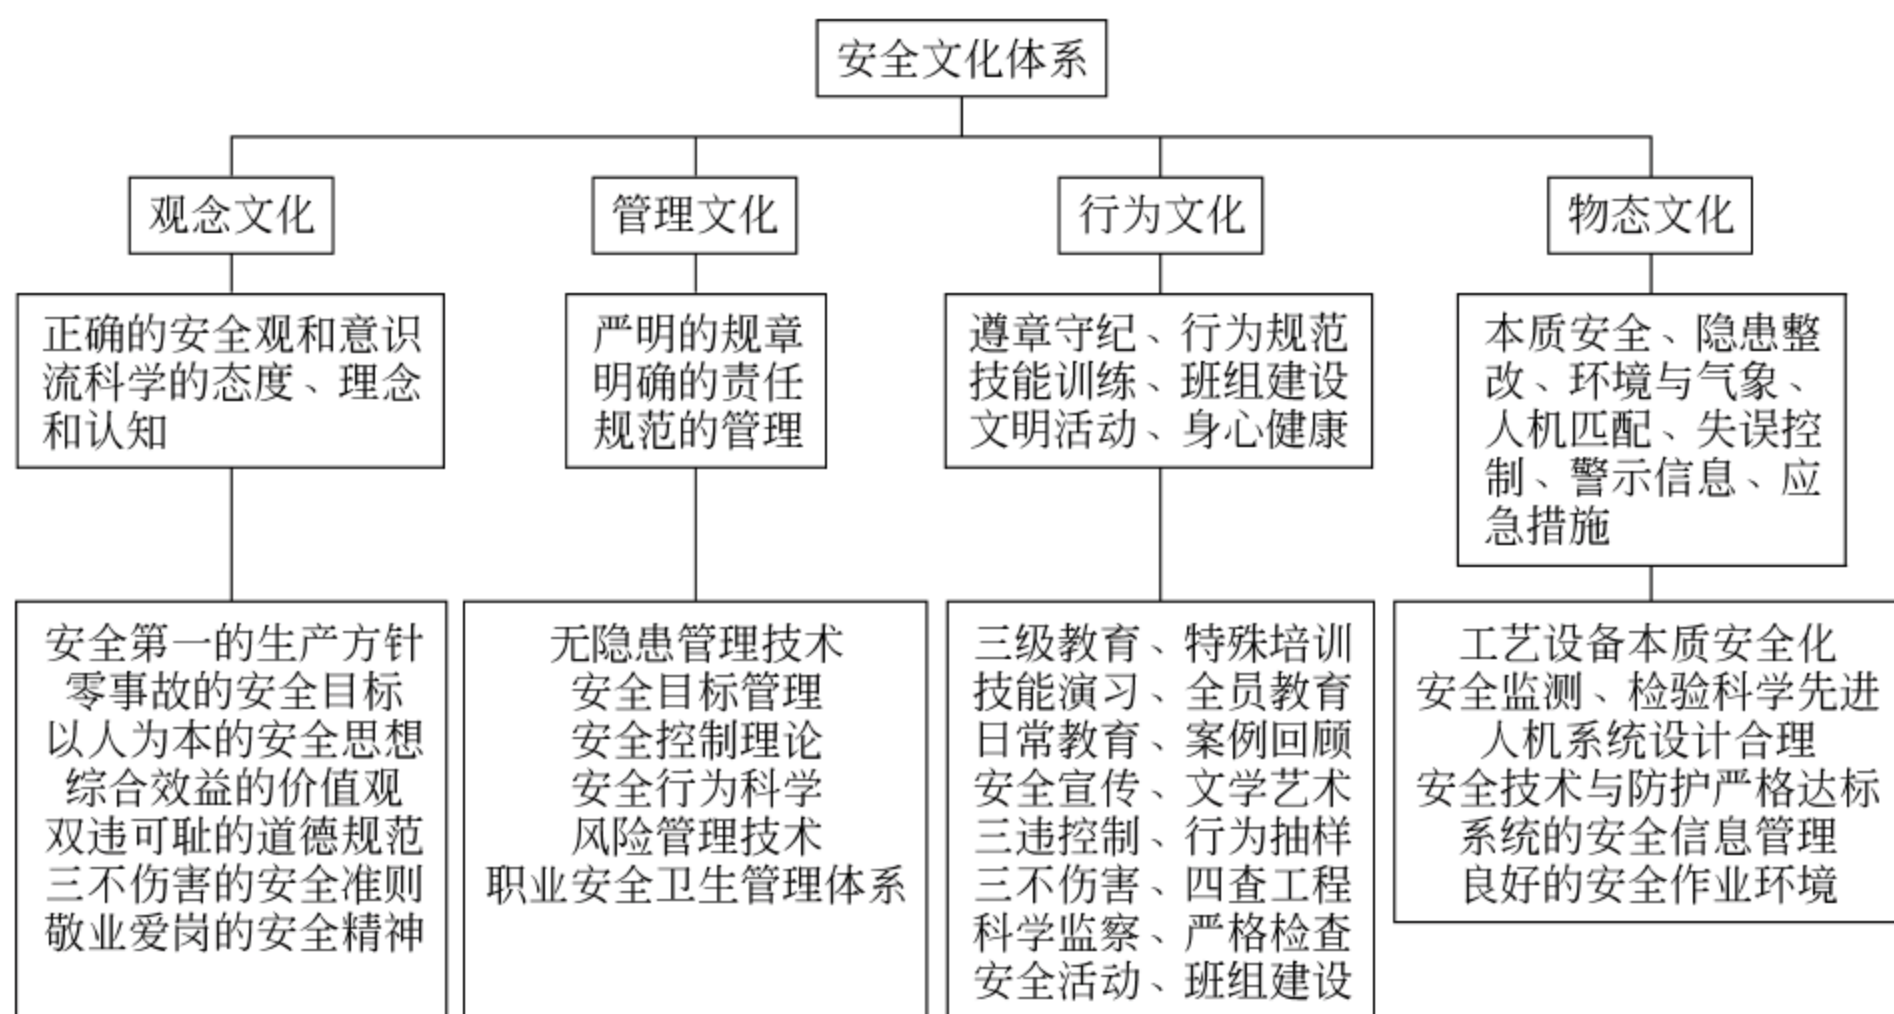 安全文化体系
观念文化
管理文化
行为文化
物态文化
正确的安全观和意识
流科学的态度、理念
和认知
严明的规章
明确的责任
规范的管理
遵章守纪、行为规范
技能训练、班组建设
文明活动、身心健康
本质安全、隐患整
改、环境与气象、
人机匹配、失误控
制、警示信息、应
急措施
安全第一的生产方针
零事故的安全目标
以人为本的安全思想
综合效益的价值观
双违可耻的道德规范
三不伤害的安全准则
敬业爱岗的安全精神
无隐患管理技术
安全目标管理
安全控制理论
安全行为科学
风险管理技术
职业安全卫生管理体系
三级教育、特殊培训
技能演习、全员教育
日常教育、案例回顾
安全宣传、文学艺术
三违控制、行为抽样
三不伤害、四查工程
科学监察、严格检查
安全活动、班组建设
工艺设备本质安全化
安全监测、检验科学先进
人机系统设计合理
安全技术与防护严格达标
系统的安全信息管理
良好的安全作业环境